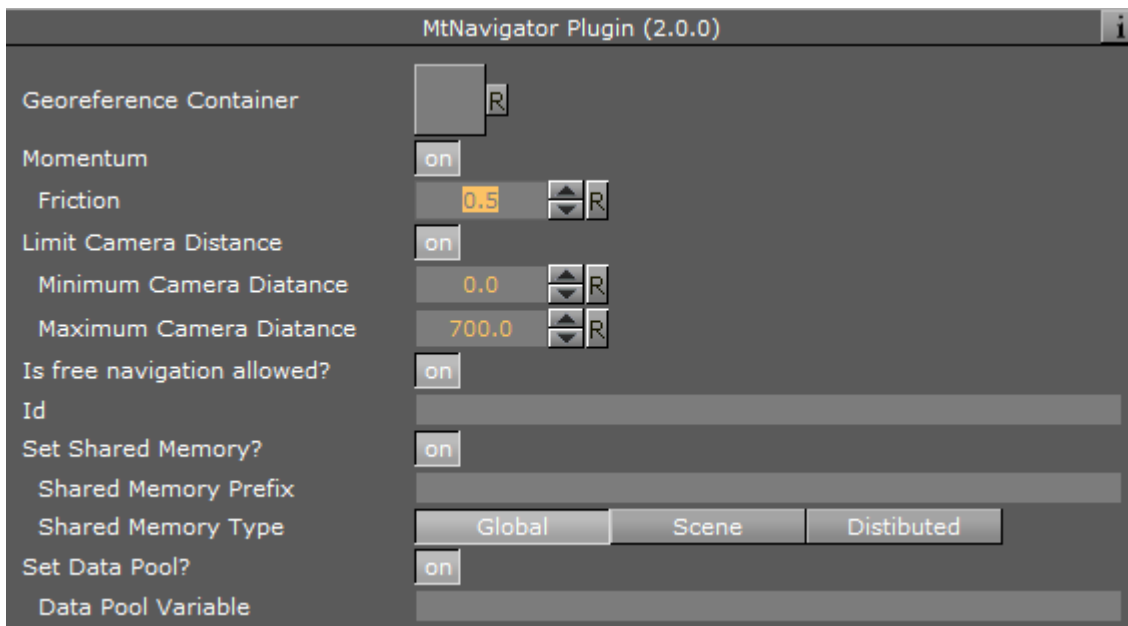 MtNavigator Plugin (2.0.0) i
Georeference Container R
Momentum on
Friction 0.5 R
Limit Camera Distance on
Minimum Camera Diatance 0.0 R
Maximum Camera Diatance 700.0 R
Is free navigation allowed? on
Id
Set Shared Memory? on
Shared Memory Prefix
Shared Memory Type Global Scene Distibuted
Set Data Pool? on
Data Pool Variable